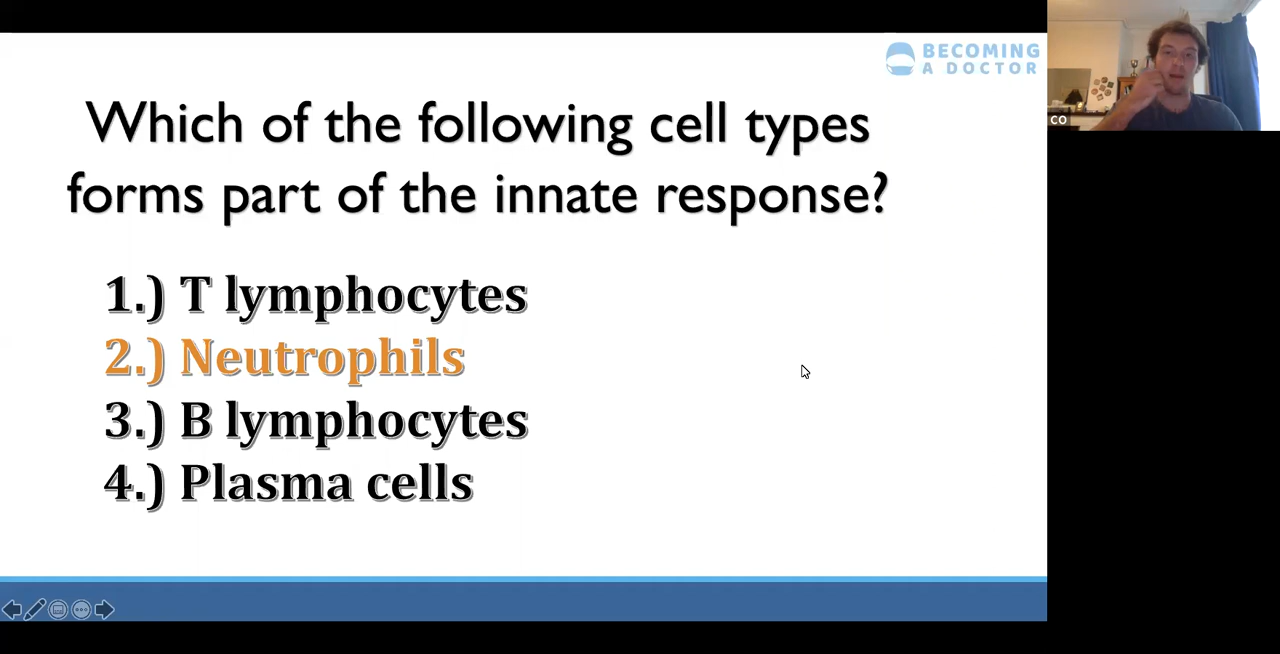 BECOMING
A DOCTOR
CO
Which of the following cell types
forms part of the innate response?
1.) T lymphocytes
2.) Neutrophils
3.) B lymphocytes
4.) Plasma cells